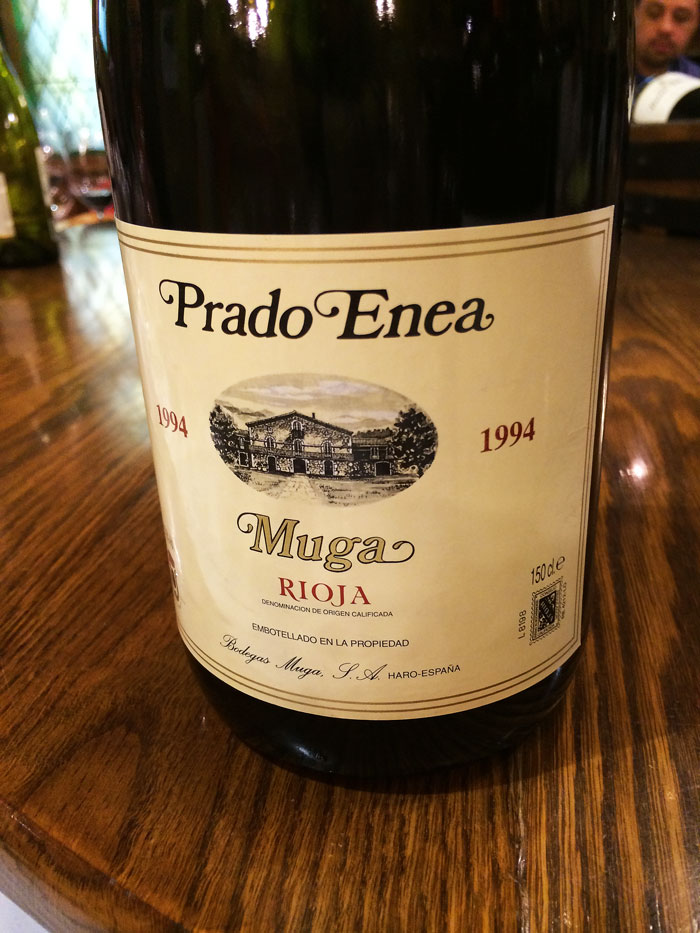 Prado Enea
1994
1994
Muga
RIOJA
DENOMINACION DE ORIGEN CALIFICADA
EMBOTELLADO EN LA PROPIEDAD
Bodegas Muga, S.A. HARO-ESPAÑA
150 cl. e
L 8198